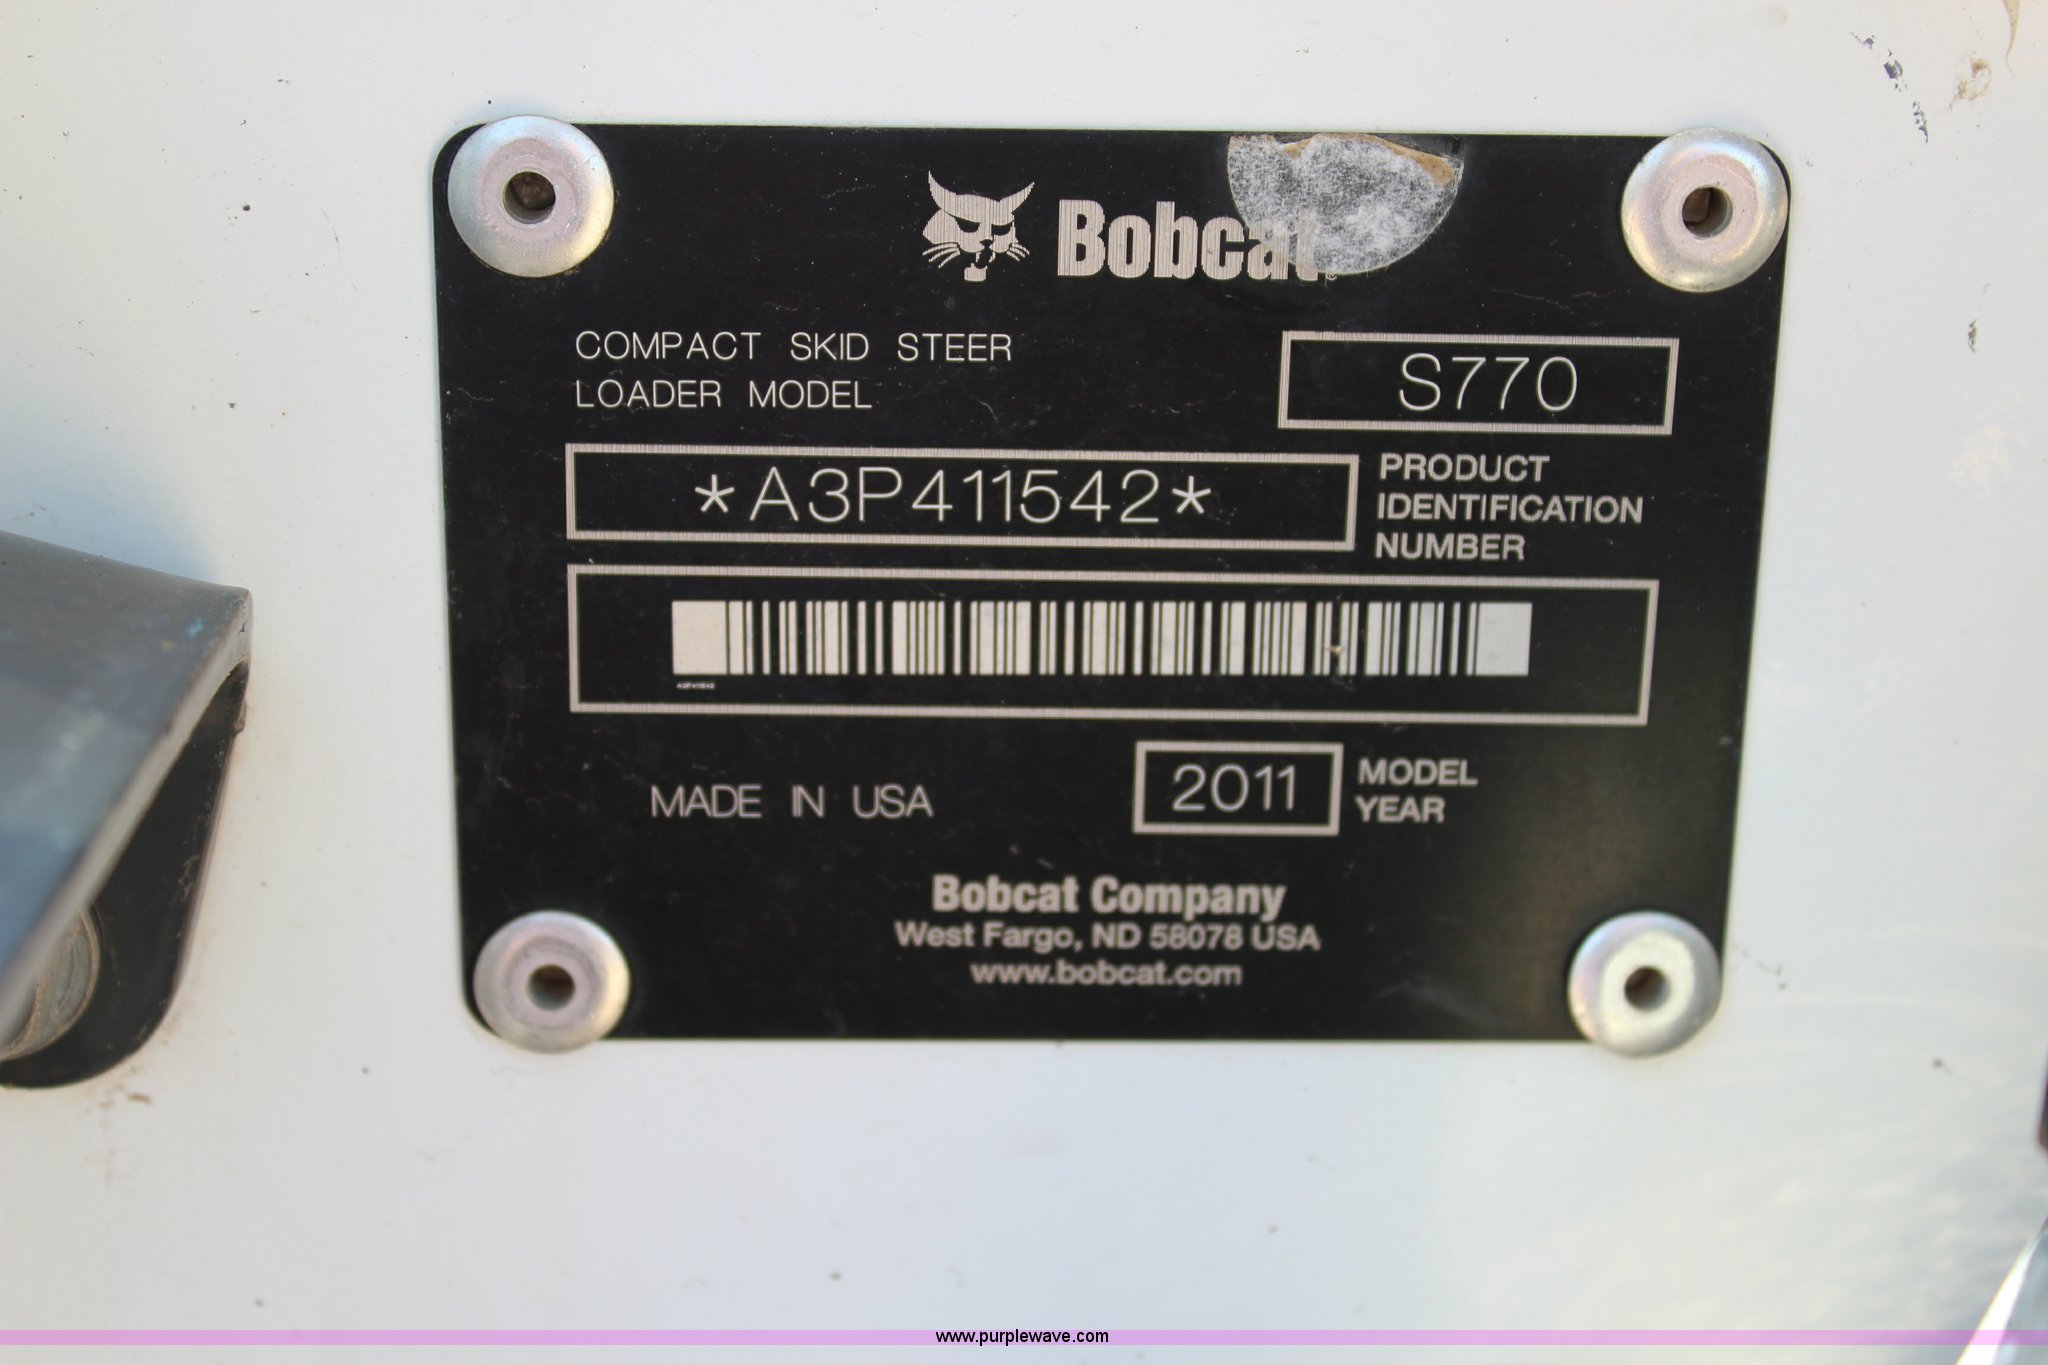 Bobcat
COMPACT SKID STEER
LOADER MODEL
S770
*A3P411542*
PRODUCT
IDENTIFICATION
NUMBER
A3P411542
MADE IN USA
2011
MODEL
YEAR
Bobcat Company
West Fargo, ND 58078 USA
www.bobcat.com
www.purplewave.com